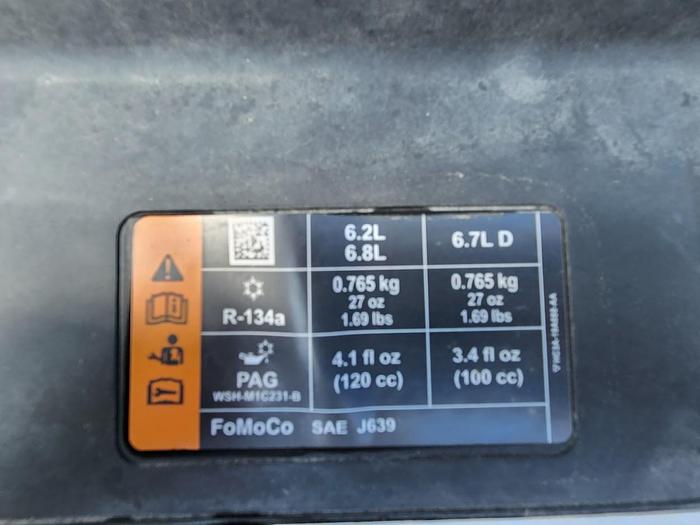 6.2L
6.8L
6.7L D
R-134a
0.765 kg
27 oz
1.69 lbs
0.765 kg
27 oz
1.69 lbs
PAG
WSH-M1C231-B
4.1 fl oz
(120 cc)
3.4 fl oz
(100 cc)
FoMoCo SAE J639